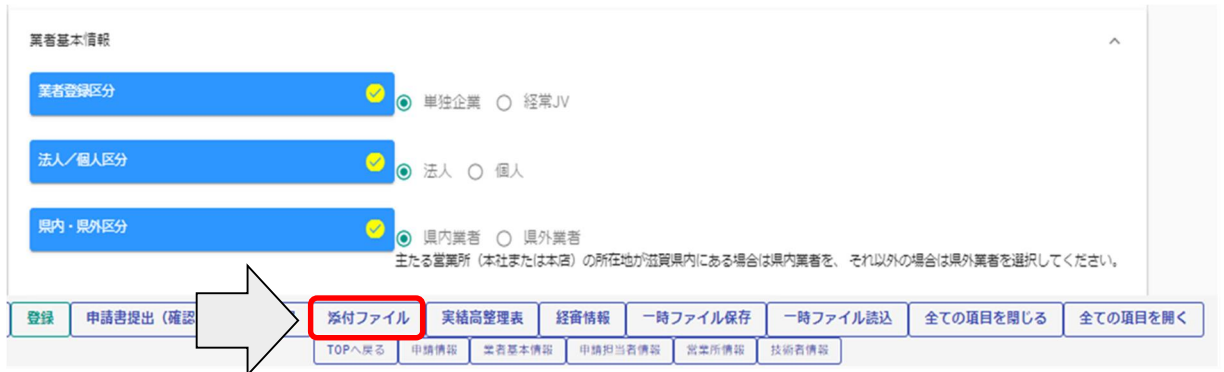 業者基本情報
業者登録区分
単独企業 経常JV
法人／個人区分
法人 個人
県内・県外区分
県内業者 県外業者
主たる営業所（本社または本店）の所在地が滋賀県内にある場合は県内業者を、それ以外の場合は県外業者を選択してください。
登録 申請書提出（確認 添付ファイル 実績高整理表 経審情報 一時ファイル保存 一時ファイル読込 全ての項目を閉じる 全ての項目を開く
TOPへ戻る 申請情報 業者基本情報 申請担当者情報 営業所情報 技術者情報